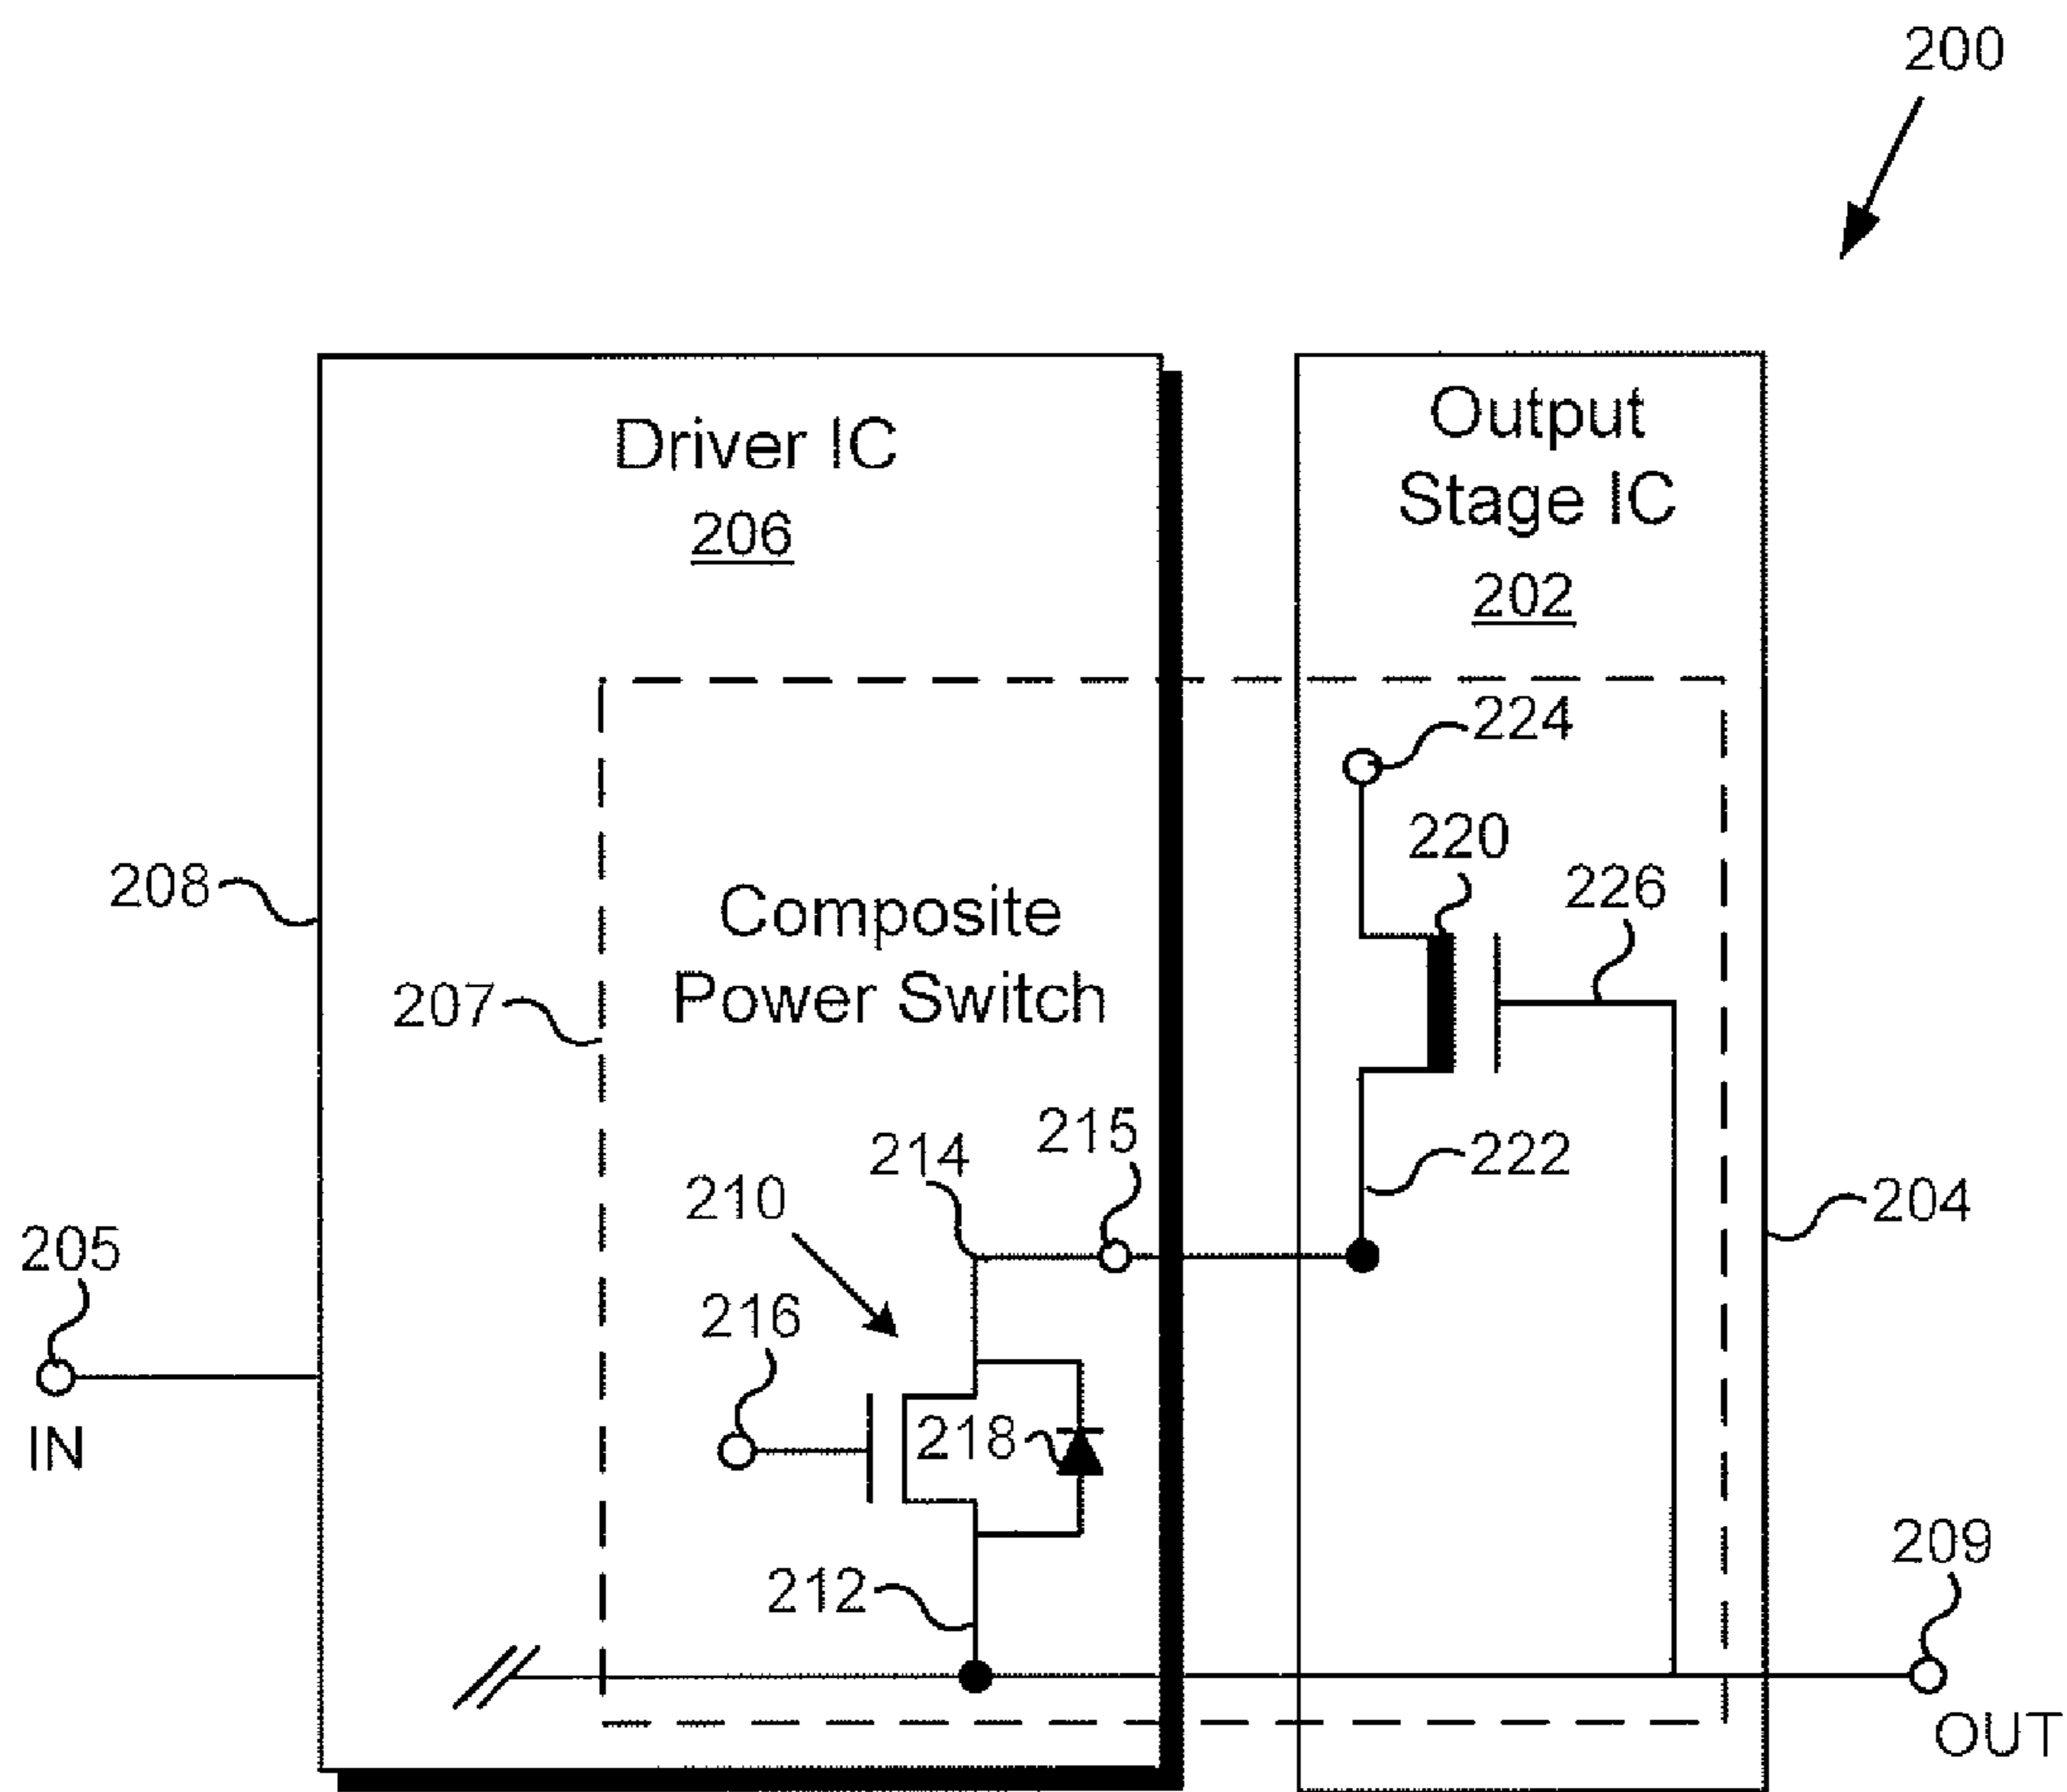 200
Driver IC
206
Output
Stage IC
202
224
220
226
208
Composite
Power Switch
207
215
214
222
210
204
205
216
218
IN
209
212
OUT